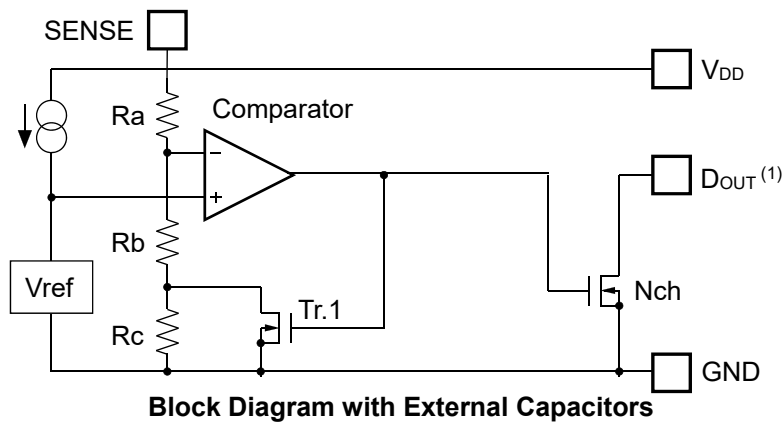 SENSE
VDD
Ra
Comparator
−
+
DOUT (1)
Rb
Vref
Rc
Tr.1
Nch
GND
Block Diagram with External Capacitors